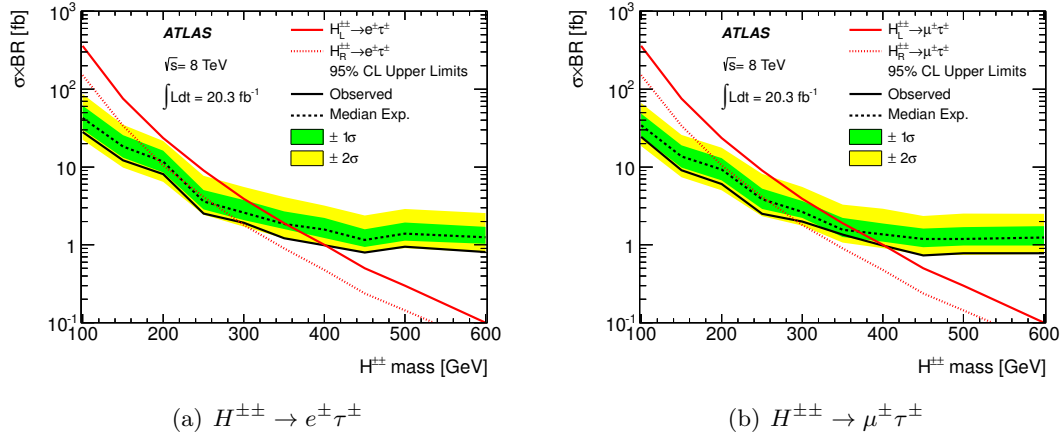 σ×BR [fb]
10³
10²
10
1
10⁻¹
ATLAS
√s= 8 TeV
∫Ldt = 20.3 fb⁻¹
H_L^±±→e^±τ^±
H_R^±±→e^±τ^±
95% CL Upper Limits
Observed
Median Exp.
± 1σ
± 2σ
100 200 300 400 500 600
H^±± mass [GeV]
(a) H^±± → e^±τ^±
σ×BR [fb]
10³
10²
10
1
10⁻¹
ATLAS
√s= 8 TeV
∫Ldt = 20.3 fb⁻¹
H_L^±±→μ^±τ^±
H_R^±±→μ^±τ^±
95% CL Upper Limits
Observed
Median Exp.
± 1σ
± 2σ
100 200 300 400 500 600
H^±± mass [GeV]
(b) H^±± → μ^±τ^±